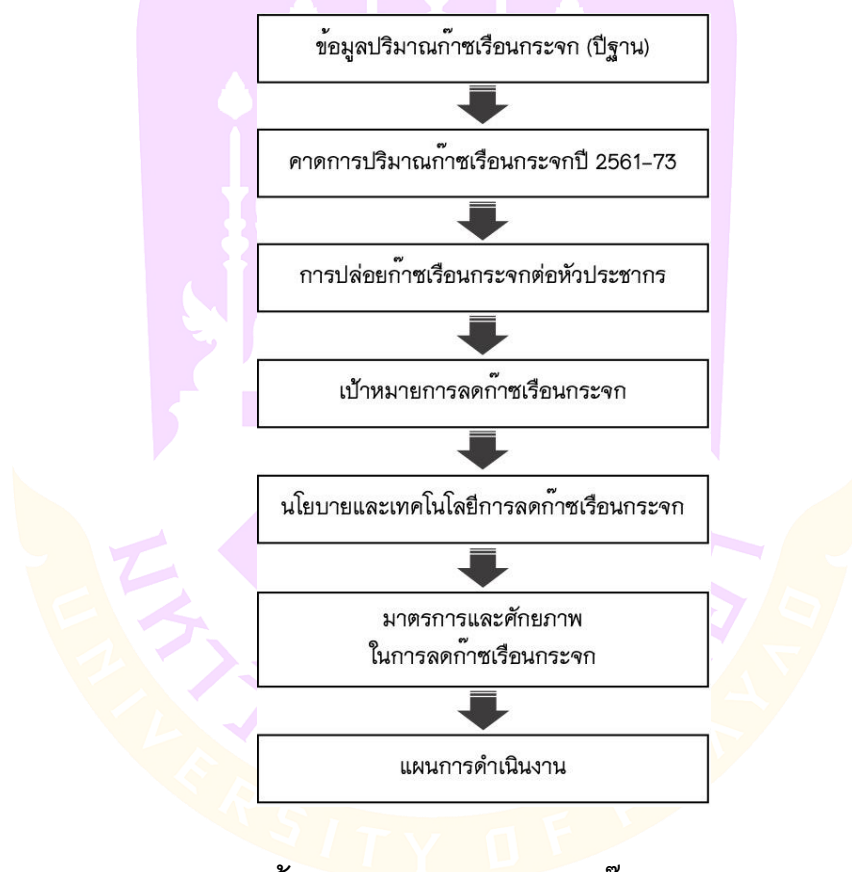 ข้อมูลปริมาณก๊าซเรือนกระจก (ปีฐาน)
คาดการปริมาณก๊าซเรือนกระจกปี 2561-73
การปล่อยก๊าซเรือนกระจกต่อหัวประชากร
เป้าหมายการลดก๊าซเรือนกระจก
นโยบายและเทคโนโลยีการลดก๊าซเรือนกระจก
มาตรการและศักยภาพ
ในการลดก๊าซเรือนกระจก
แผนการดำเนินงาน
UNIVERSITY OF